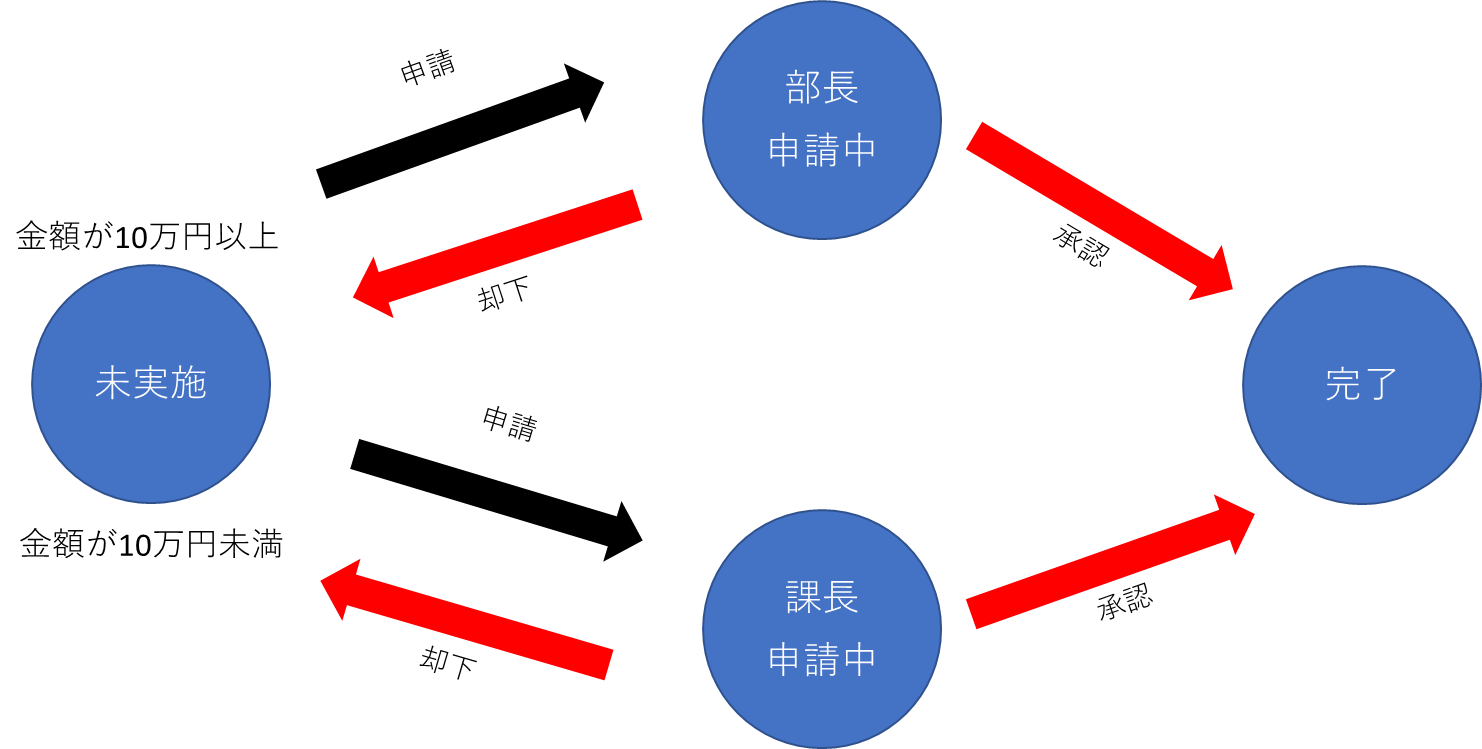 申請
部長
申請中
承認
金額が10万円以上
却下
未実施
完了
申請
金額が10万円未満
課長
申請中
承認
却下